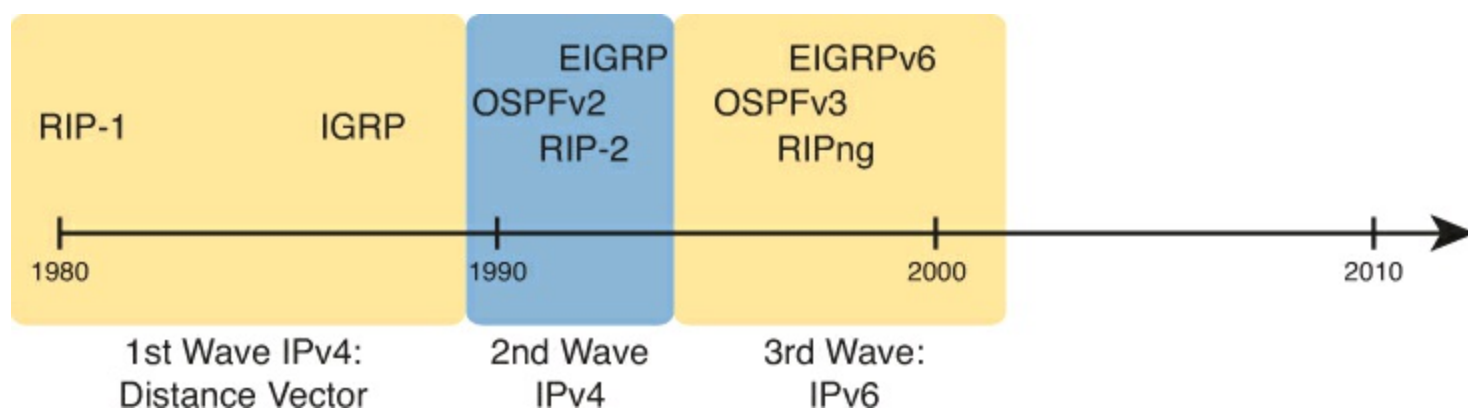 EIGRP
EIGRPv6
OSPFv2
OSPFv3
RIP-1
IGRP
RIP-2
RIPng
1980
1990
2000
2010
1st Wave IPv4:
Distance Vector
2nd Wave
IPv4
3rd Wave:
IPv6